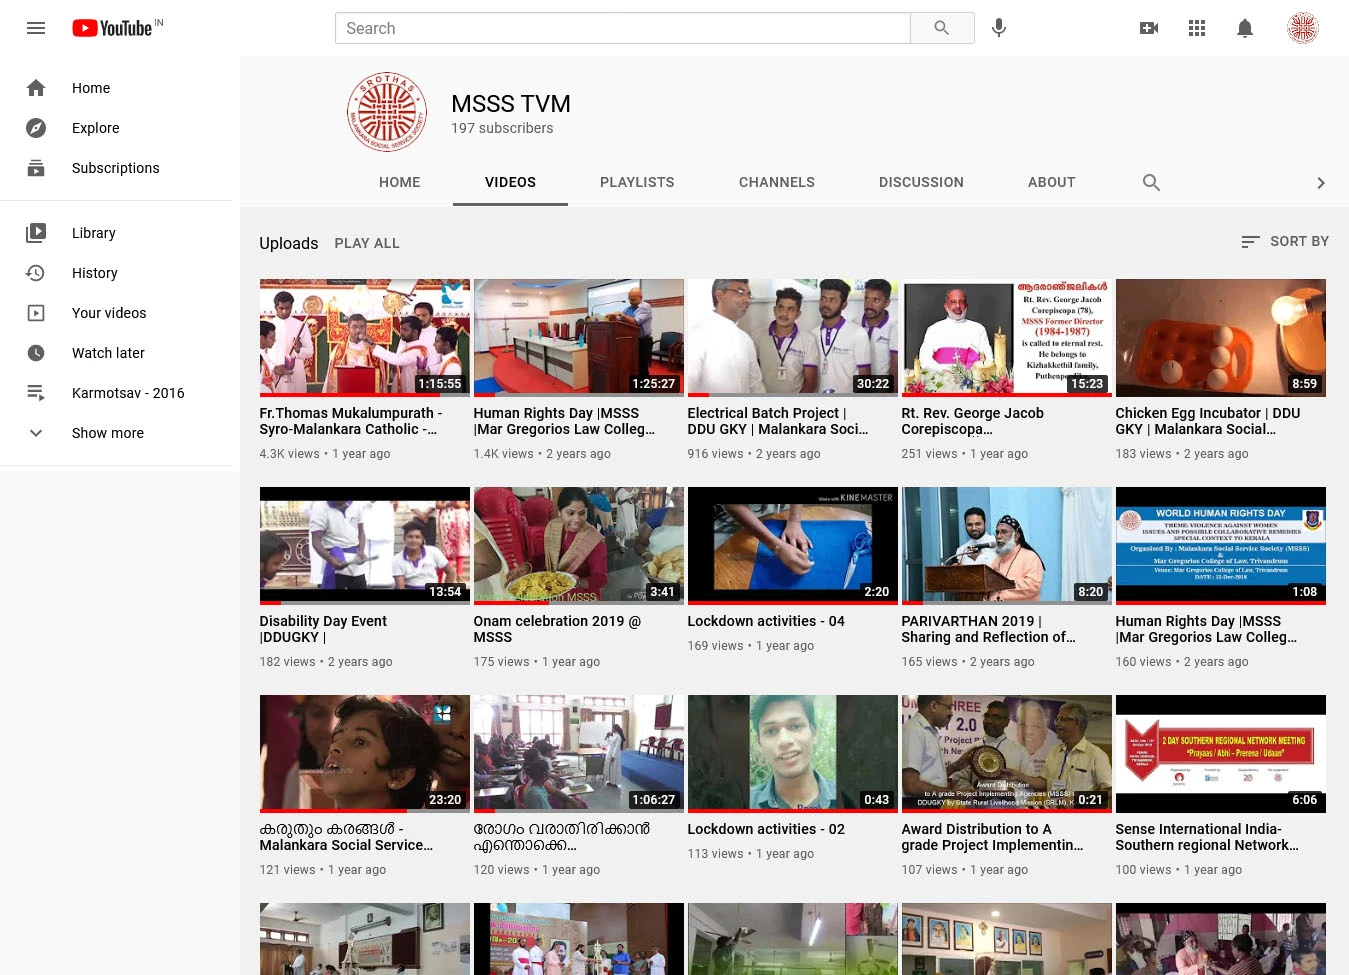 YouTube IN
Search
Home
Explore
Subscriptions
Library
History
Your videos
Watch later
Karmotsav - 2016
Show more
SROTHAS
MALANKARA SOCIAL SERVICE SOCIETY
MSSS TVM
197 subscribers
HOME VIDEOS PLAYLISTS CHANNELS DISCUSSION ABOUT
Uploads PLAY ALL
SORT BY
1:15:55
Fr.Thomas Mukalumpurath -
Syro-Malankara Catholic -...
4.3K views • 1 year ago
1:25:27
Human Rights Day |MSSS
|Mar Gregorios Law Colleg...
1.4K views • 2 years ago
30:22
Electrical Batch Project |
DDU GKY | Malankara Soci...
916 views • 2 years ago
ആദരാഞ്ജലികൾ
Rt. Rev. George Jacob
Corepiscopa (78),
MSSS Former Director
(1984-1987)
is called to eternal rest.
He belongs to
Kizhakkethil family,
15:23
Rt. Rev. George Jacob
Corepiscopa...
251 views • 1 year ago
8:59
Chicken Egg Incubator | DDU
GKY | Malankara Social...
183 views • 2 years ago
13:54
Disability Day Event
|DDUGKY |
182 views • 2 years ago
MSSS
3:41
Onam celebration 2019 @
MSSS
175 views • 1 year ago
Made with KINEMASTER
2:20
Lockdown activities - 04
169 views • 1 year ago
8:20
PARIVARTHAN 2019 |
Sharing and Reflection of...
165 views • 2 years ago
WORLD HUMAN RIGHTS DAY
THEME: VIOLENCE AGAINST WOMEN
ISSUES AND POSSIBLE COLLABORATIVE REMEDIES
SPECIAL CONTEXT TO KERALA
Organized By : Malankara Social Service Society (MSSS)
&
Mar Gregorios College of Law, Trivandrum
Venue: Mar Gregorios College of Law, Trivandrum
DATE : 12-Dec-2018
1:08
Human Rights Day |MSSS
|Mar Gregorios Law Colleg...
160 views • 2 years ago
23:20
കരുതും കരങ്ങൾ -
Malankara Social Service...
121 views • 1 year ago
1:06:27
രോഗം വരാതിരിക്കാൻ
എന്തൊക്കെ...
120 views • 1 year ago
0:43
Lockdown activities - 02
113 views • 1 year ago
Award Distribution
to A grade Project Implementing Agencies (MSSS)
DDUGKY by State Rural Livelihood Mission (SRLM), K
0:21
Award Distribution to A
grade Project Implementin...
107 views • 1 year ago
2 DAY SOUTHERN REGIONAL NETWORK MEETING
"Prayaas / Abhi - Prerena / Udaan"
6:06
Sense International India-
Southern regional Network...
100 views • 1 year ago